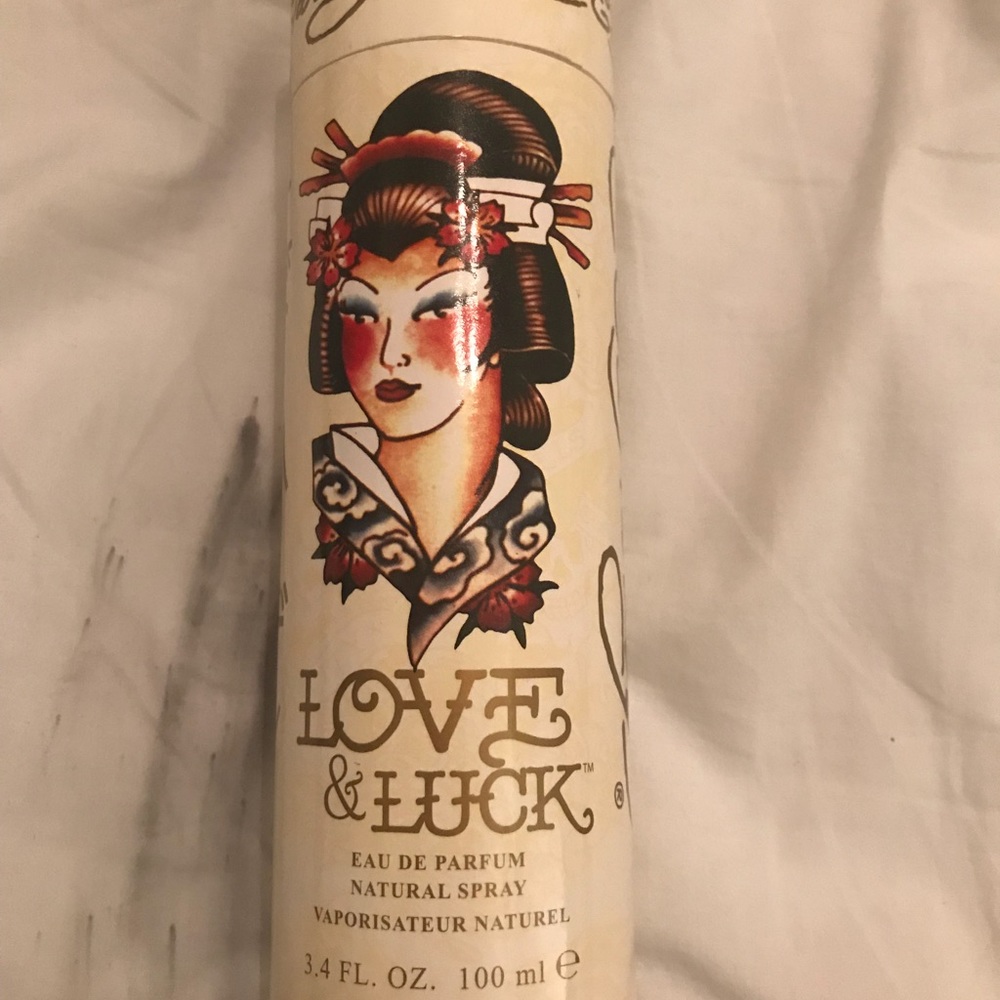 LOVE
& LUCK™
®
EAU DE PARFUM
NATURAL SPRAY
VAPORISATEUR NATUREL
3.4 FL. OZ. 100 ml ℮